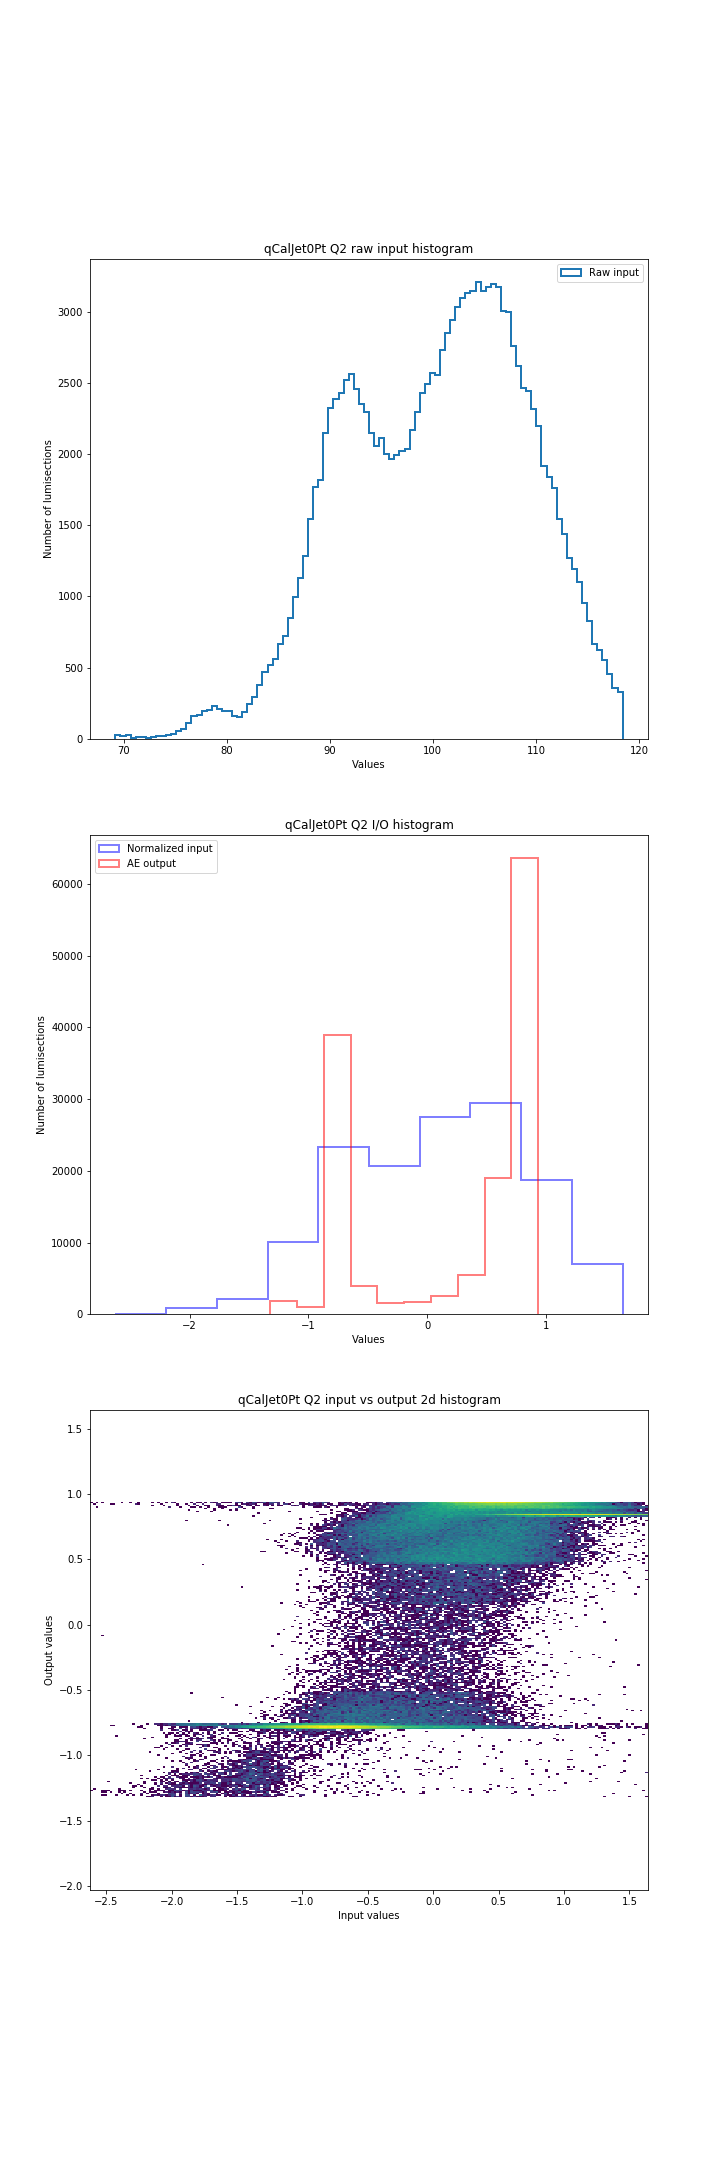 qCalJet0Pt Q2 raw input histogram
Raw input
3000
2500
2000
1500
1000
500
0
Number of lumisections
70 80 90 100 110 120
Values
qCalJet0Pt Q2 I/O histogram
Normalized input
AE output
60000
50000
40000
30000
20000
10000
0
Number of lumisections
−2 −1 0 1
Values
qCalJet0Pt Q2 input vs output 2d histogram
1.5
1.0
0.5
0.0
−0.5
−1.0
−1.5
−2.0
Output values
−2.5 −2.0 −1.5 −1.0 −0.5 0.0 0.5 1.0 1.5
Input values